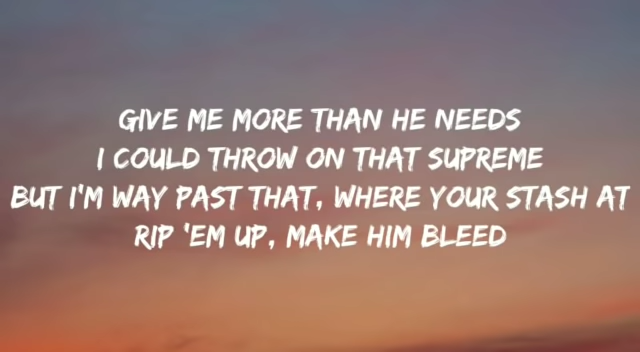 GIVE ME MORE THAN HE NEEDS
I COULD THROW ON THAT SUPREME
BUT I'M WAY PAST THAT, WHERE YOUR STASH AT
RIP 'EM UP, MAKE HIM BLEED